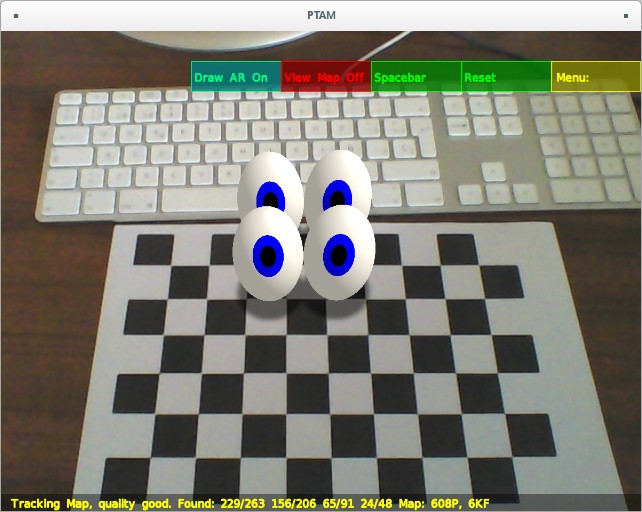 PTAM
Draw AR On View Map Off Spacebar Reset Menu:
Tracking Map, quality good. Found: 229/263 156/206 65/91 24/48 Map: 608P, 6KF